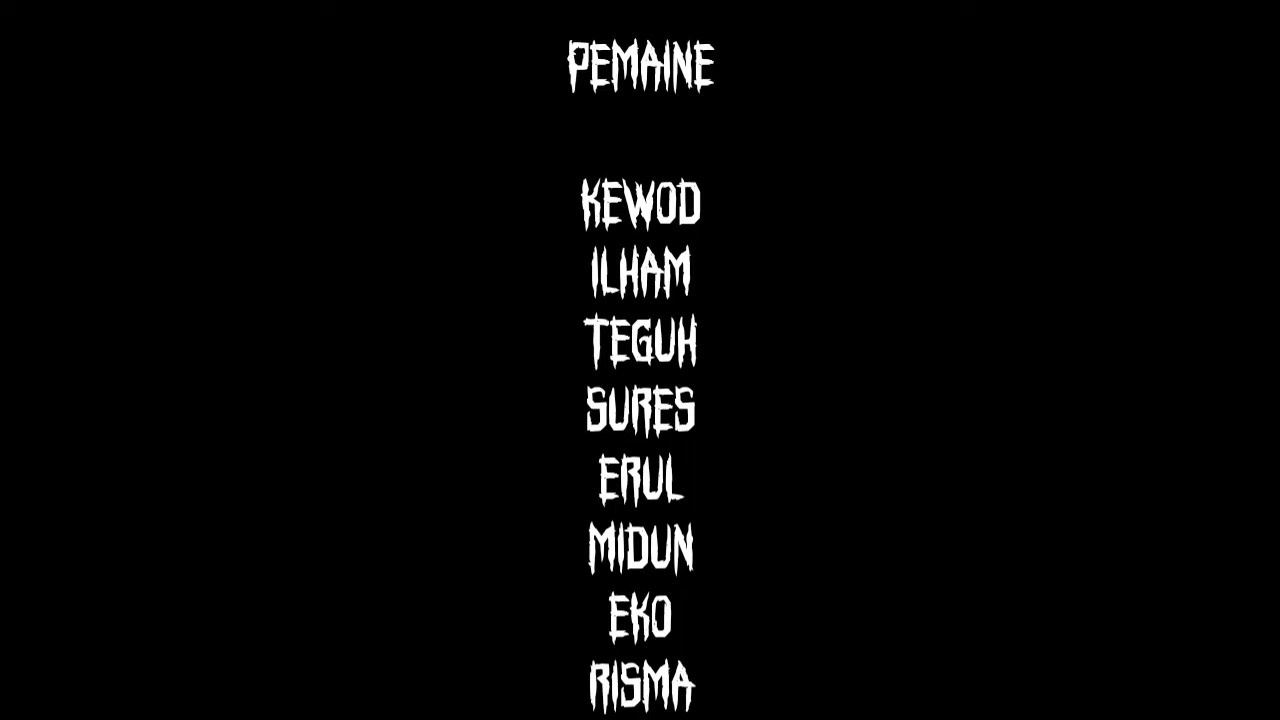 PEMAINE
KEWOD
ILHAM
TEGUH
SURES
ERUL
MIDUN
EKO
RISMA